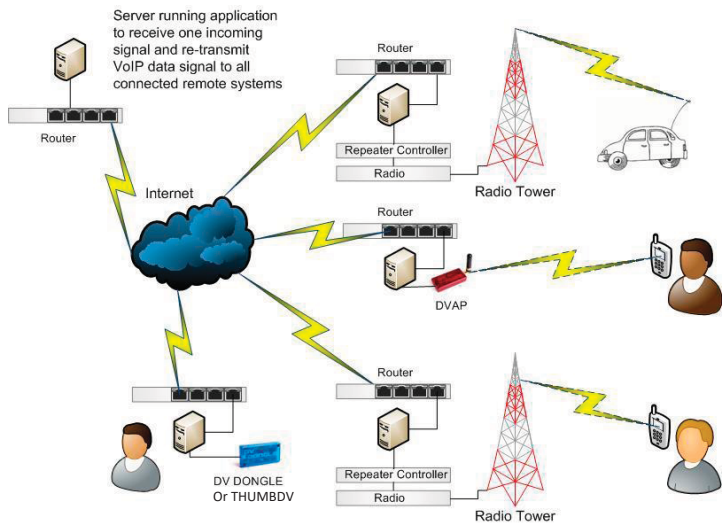 Server running application
to receive one incoming
signal and re-transmit
VoIP data signal to all
connected remote systems
Router
Internet
Router
Repeater Controller
Radio
Radio Tower
Router
DVAP
DV DONGLE
Or THUMBDV
Router
Repeater Controller
Radio
Radio Tower